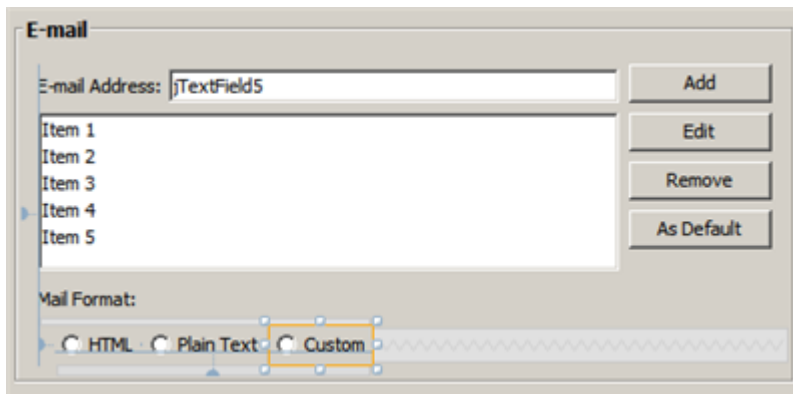 E-mail
E-mail Address: jTextField5 Add
Item 1 Edit
Item 2
Item 3 Remove
Item 4
Item 5 As Default
Mail Format:
HTML Plain Text Custom